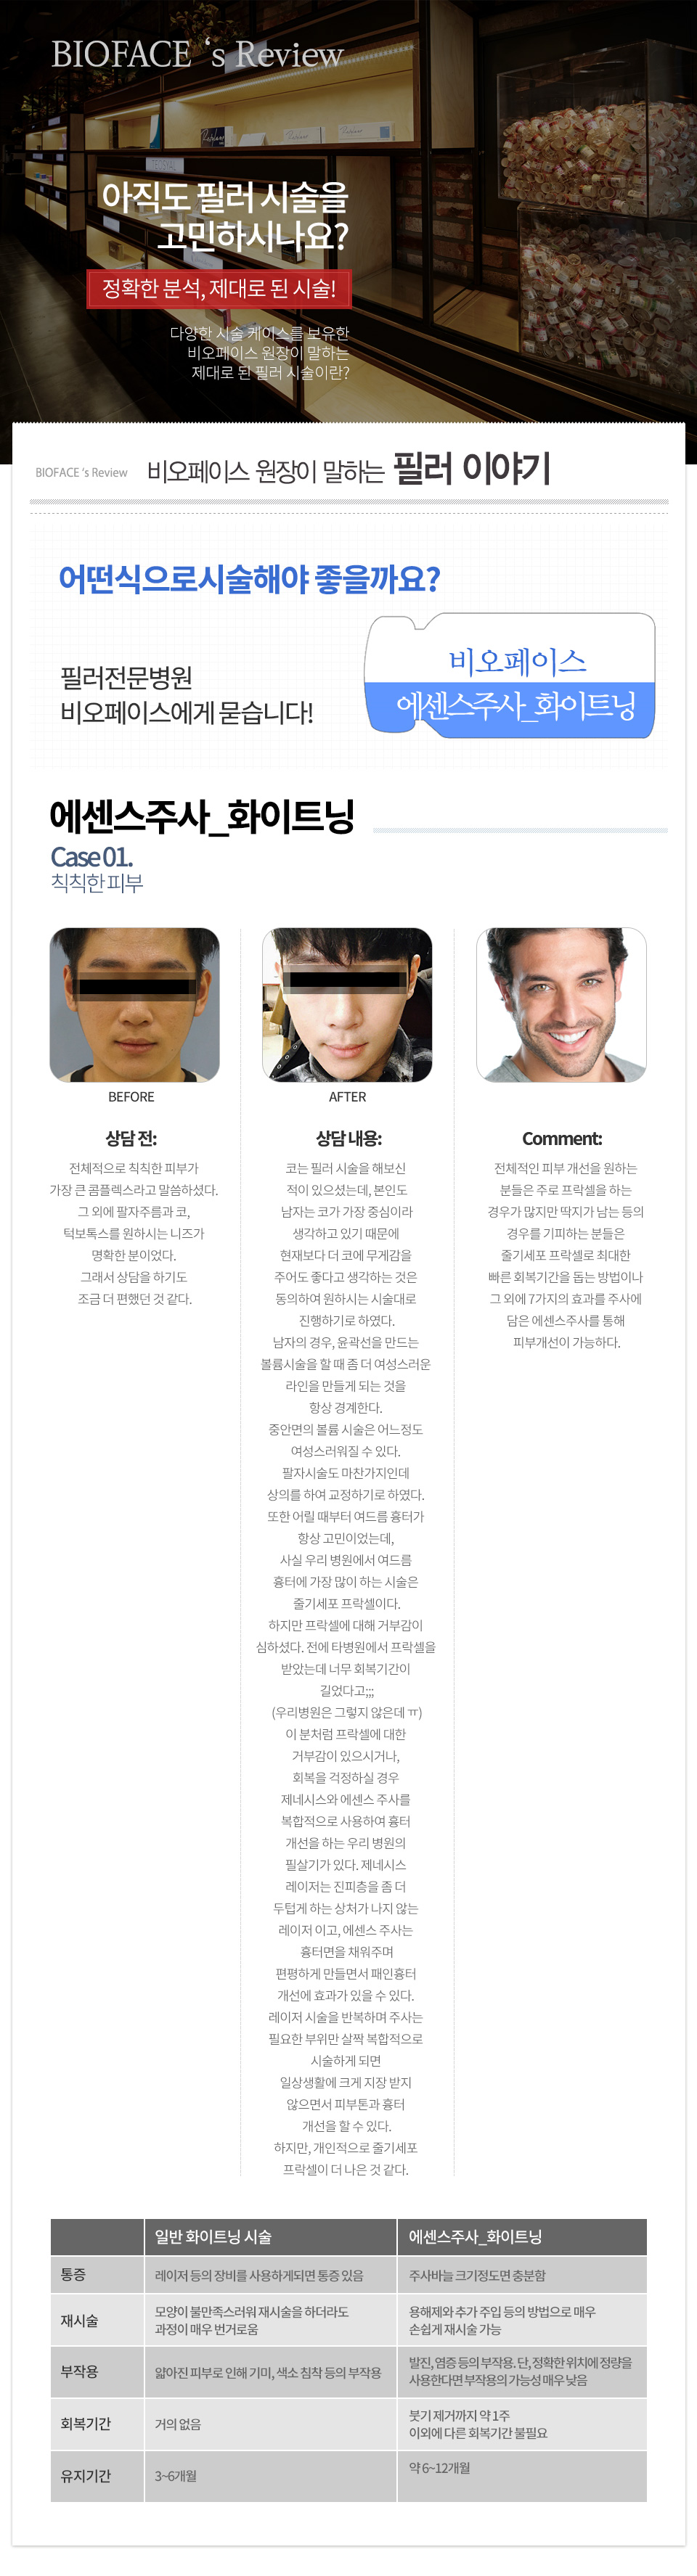 BIOFACE ‘s Review
TEOSYAL
아직도 필러 시술을
고민하시나요?
정확한 분석, 제대로 된 시술!
다양한 시술 케이스를 보유한
비오페이스 원장이 말하는
제대로 된 필러 시술이란?
BIOFACE ‘s Review 비오페이스 원장이 말하는 필러 이야기
어떤식으로시술해야 좋을까요?
필러전문병원
비오페이스에게 묻습니다!
비오페이스
에센스주사_화이트닝
에센스주사_화이트닝
Case 01.
칙칙한 피부
BEFORE
상담 전:
전체적으로 칙칙한 피부가
가장 큰 콤플렉스라고 말씀하셨다.
그 외에 팔자주름과 코,
턱보톡스를 원하시는 니즈가
명확한 분이었다.
그래서 상담을 하기도
조금 더 편했던 것 같다.
AFTER
상담 내용:
코는 필러 시술을 해보신
적이 있으셨는데, 본인도
남자는 코가 가장 중심이라
생각하고 있기 때문에
현재보다 더 코에 무게감을
주어도 좋다고 생각하는 것은
동의하여 원하시는 시술대로
진행하기로 하였다.
남자의 경우, 윤곽선을 만드는
볼륨시술을 할 때 좀 더 여성스러운
라인을 만들게 되는 것을
항상 경계한다.
중안면의 볼륨 시술은 어느정도
여성스러워질 수 있다.
팔자시술도 마찬가지인데
상의를 하여 교정하기로 하였다.
또한 어릴 때부터 여드름 흉터가
항상 고민이었는데,
사실 우리 병원에서 여드름
흉터에 가장 많이 하는 시술은
줄기세포 프락셀이다.
하지만 프락셀에 대해 거부감이
심하셨다. 전에 타병원에서 프락셀을
받았는데 너무 회복기간이
길었다고;;;
(우리병원은 그렇지 않은데 ㅠ)
이 분처럼 프락셀에 대한
거부감이 있으시거나,
회복을 걱정하실 경우
제네시스와 에센스 주사를
복합적으로 사용하여 흉터
개선을 하는 우리 병원의
필살기가 있다. 제네시스
레이저는 진피층을 좀 더
두텁게 하는 상처가 나지 않는
레이저 이고, 에센스 주사는
흉터면을 채워주며
편평하게 만들면서 패인흉터
개선에 효과가 있을 수 있다.
레이저 시술을 반복하며 주사는
필요한 부위만 살짝 복합적으로
시술하게 되면
일상생활에 크게 지장 받지
않으면서 피부톤과 흉터
개선을 할 수 있다.
하지만, 개인적으로 줄기세포
프락셀이 더 나은 것 같다.
Comment:
전체적인 피부 개선을 원하는
분들은 주로 프락셀을 하는
경우가 많지만 딱지가 남는 등의
경우를 기피하는 분들은
줄기세포 프락셀로 최대한
빠른 회복기간을 돕는 방법이나
그 외에 7가지의 효과를 주사에
담은 에센스주사를 통해
피부개선이 가능하다.
일반 화이트닝 시술 에센스주사_화이트닝
통증 레이저 등의 장비를 사용하게되면 통증 있음 주사바늘 크기정도면 충분함
재시술 모양이 불만족스러워 재시술을 하더라도
과정이 매우 번거로움
용해제와 추가 주입 등의 방법으로 매우
손쉽게 재시술 가능
부작용 얇아진 피부로 인해 기미, 색소 침착 등의 부작용
발진, 염증 등의 부작용. 단, 정확한 위치에 정량을
사용한다면 부작용의 가능성 매우 낮음
회복기간 거의 없음
붓기 제거까지 약 1주
이외에 다른 회복기간 불필요
유지기간 3~6개월 약 6~12개월